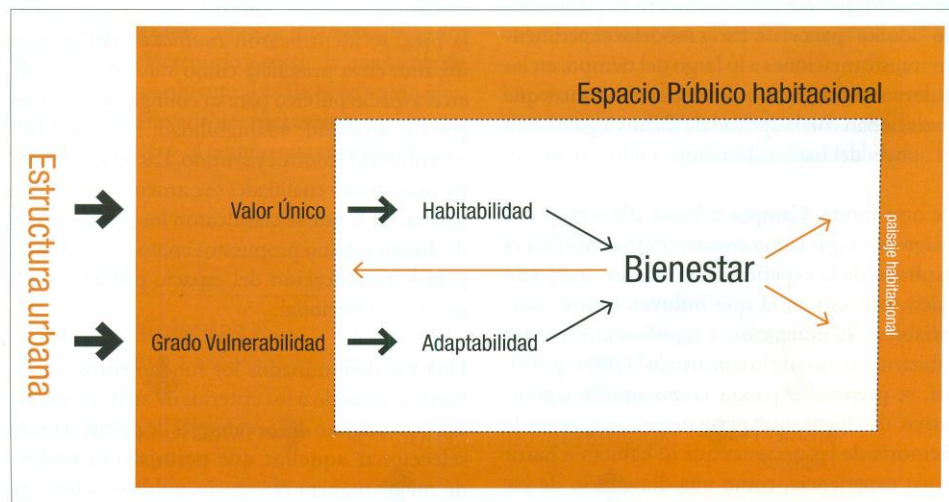 Espacio Público habitacional
Estructura urbana
Valor Único
Habitabilidad
Bienestar
Grado Vulnerabilidad
Adaptabilidad
paisaje habitacional